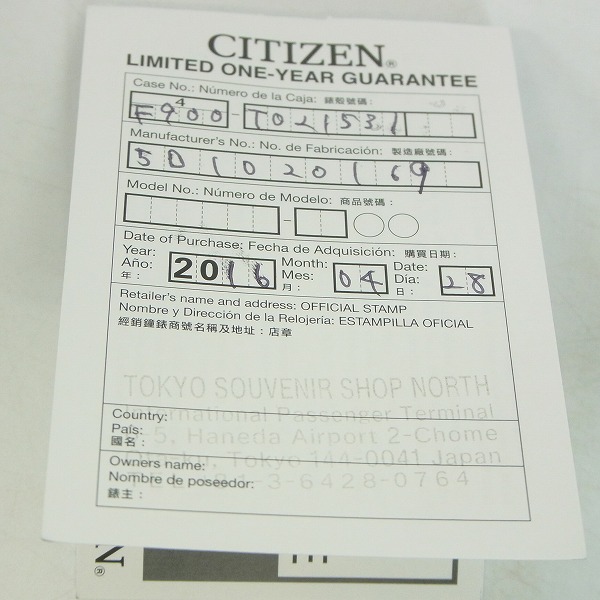 CITIZEN®
LIMITED ONE-YEAR GUARANTEE
Case No.: Número de la Caja: 錶殼號碼：
4
F900-T021531
Manufacturer's No.: No. de Fabricación: 製造廠號碼：
5D1020169
Model No.: Número de Modelo: 商品號碼：
Date of Purchase: Fecha de Adquisición: 購買日期：
Year: Month: Date:
Año: 2016 Mes: 04 Día: 28
年： 月： 日：
Retailer's name and address: OFFICIAL STAMP
Nombre y Dirección de la Relojería: ESTAMPILLA OFICIAL
經銷鐘錶商號名稱及地址：店章
TOKYO SOUVENIR SHOP NORTH
Country: International Passenger Terminal
País: -5, Haneda Airport 2-Chome
國名：
Tokyo 144-0041 Japan
Owners name:
Nombre de poseedor: -3-6428-0764
錶主：
N®